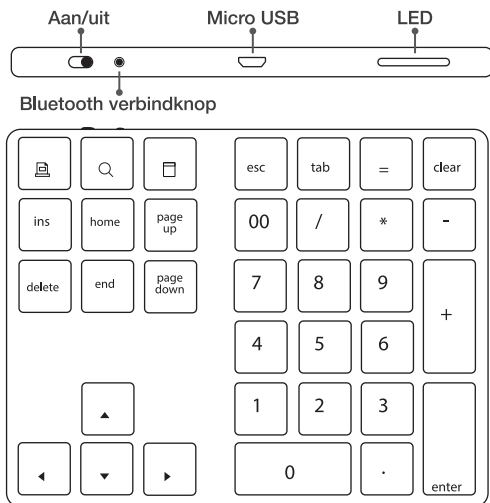 Aan/uit Micro USB LED
Bluetooth verbindknop
esc tab = clear
ins home page up 00 / * -
delete end page down 7 8 9 +
4 5 6
1 2 3
0 . enter